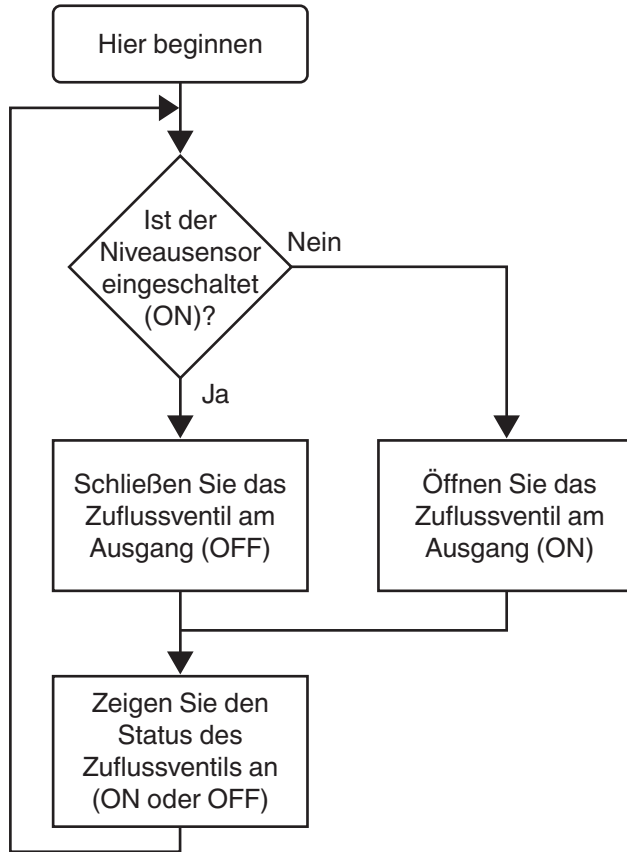 Hier beginnen
Ist der
Niveausensor
eingeschaltet
(ON)?
Nein
Ja
Schließen Sie das
Zuflussventil am
Ausgang (OFF)
Öffnen Sie das
Zuflussventil am
Ausgang (ON)
Zeigen Sie den
Status des
Zuflussventils an
(ON oder OFF)